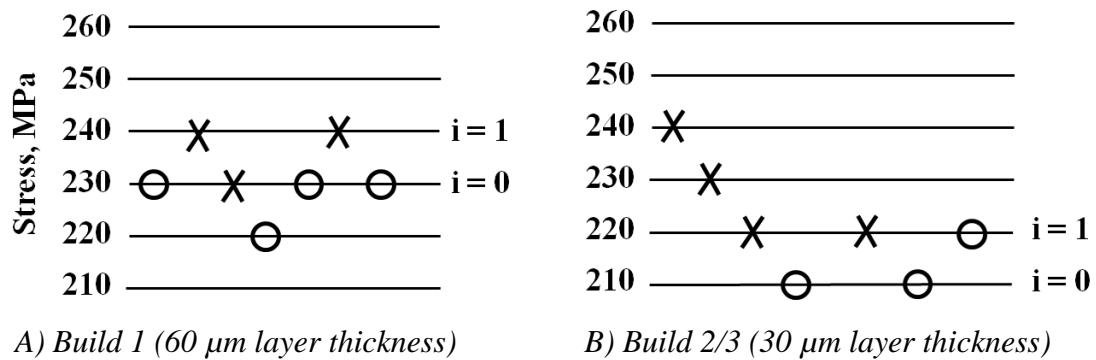 Stress, MPa
260
250
240 i = 1
230 i = 0
220
210
A) Build 1 (60 μm layer thickness)
260
250
240
230
220 i = 1
210 i = 0
B) Build 2/3 (30 μm layer thickness)